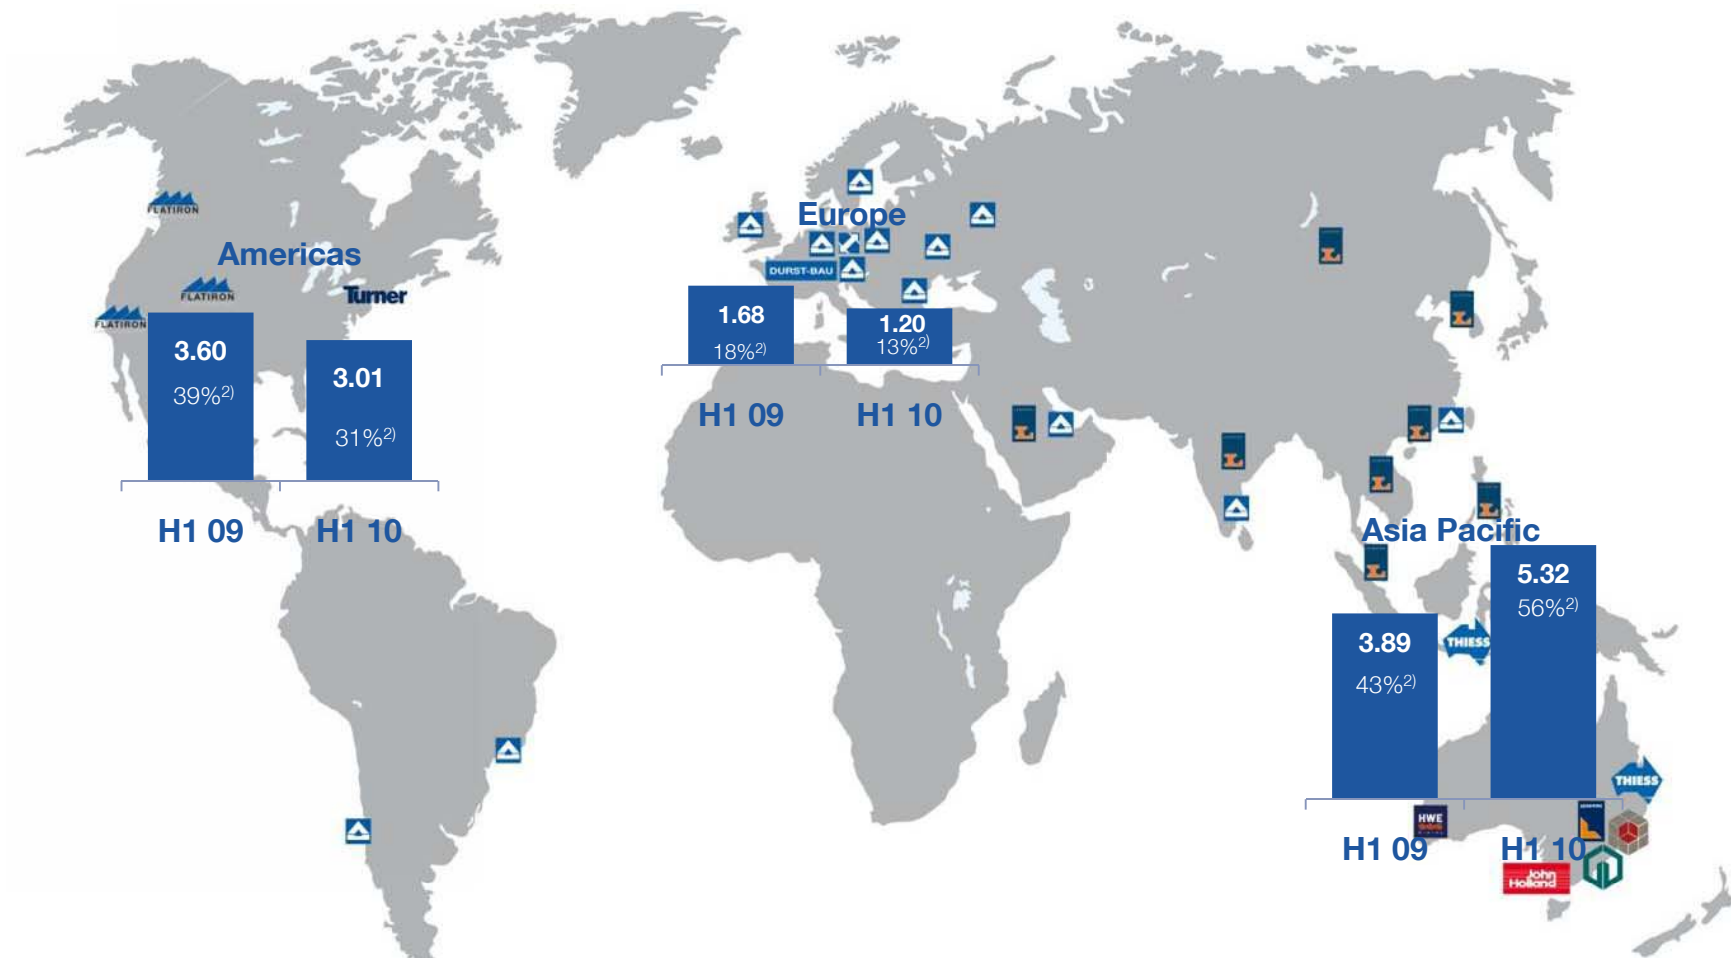 FLATIRON
Americas
FLATIRON
Turner
FLATIRON
3.60
39%2)
3.01
31%2)
H1 09
H1 10
Europe
DURST-BAU
1.68
18%2)
1.20
13%2)
H1 09
H1 10
Asia Pacific
5.32
56%2)
3.89
43%2)
THIESS
THIESS
HWE
H1 09
H1 10
John
Holland